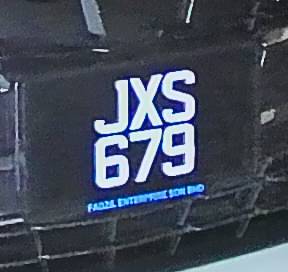 JXS
679
FADZIL ENTERPRISE SDN BHD